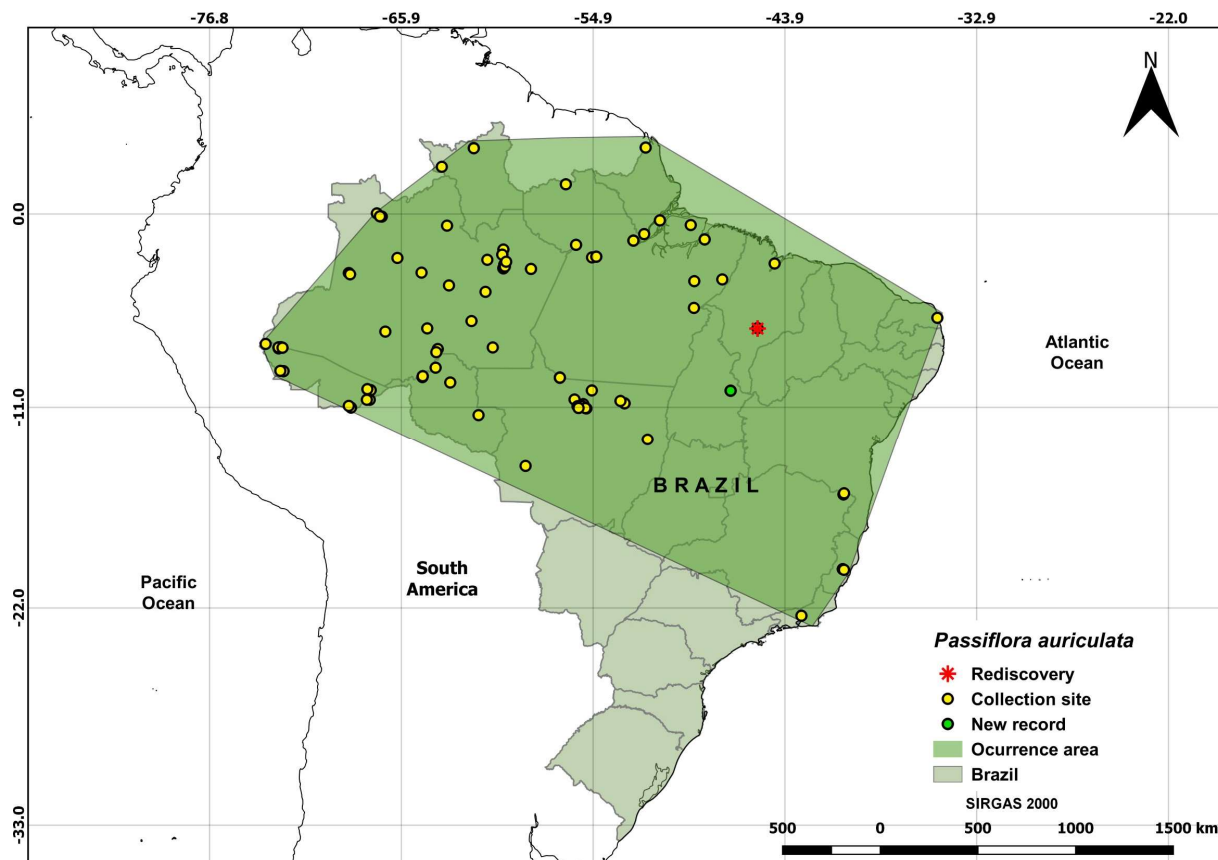 -76.8 -65.9 -54.9 -43.9 -32.9 -22.0
N
0.0
Atlantic
Ocean
-11.0
BRAZIL
South
America
Pacific
Ocean
-22.0
Passiflora auriculata
Rediscovery
Collection site
New record
Ocurrence area
Brazil
SIRGAS 2000
-33.0
500 0 500 1000 1500 km